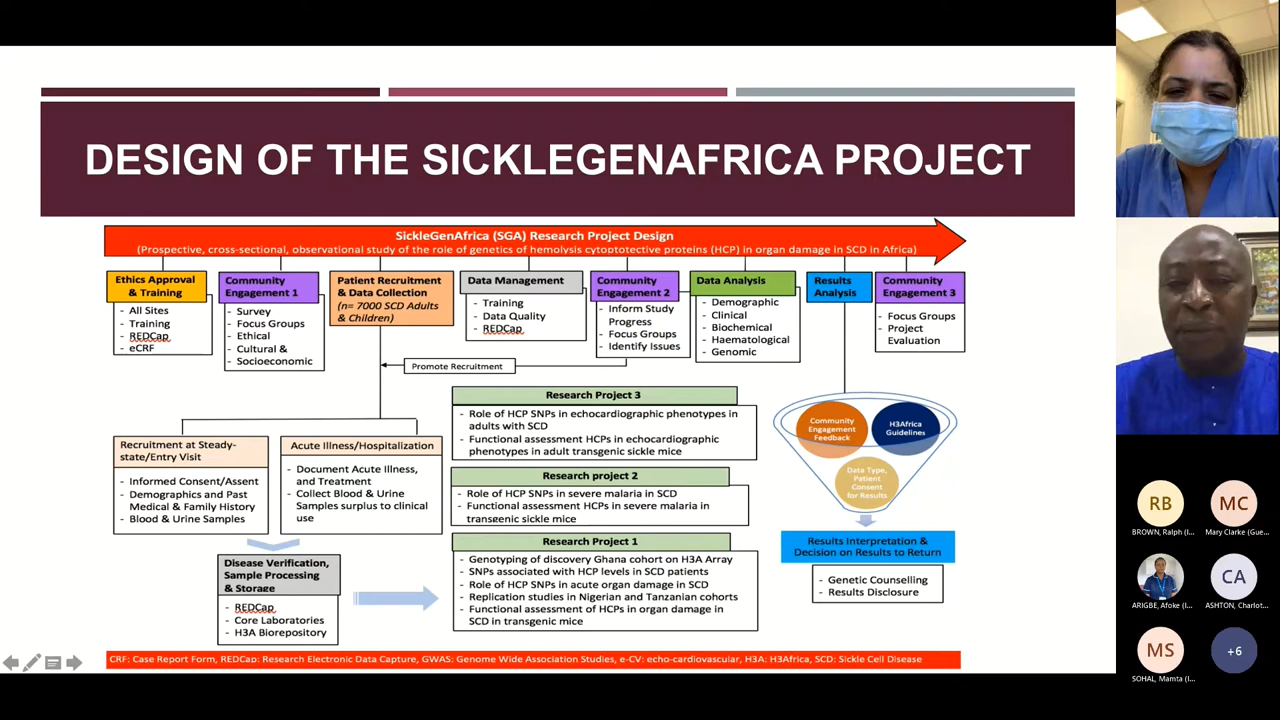 DESIGN OF THE SICKLEGENAFRICA PROJECT
SickleGenAfrica (SGA) Research Project Design
(Prospective, cross-sectional, observational study of the role of genetics of hemolysis cytoptotective proteins (HCP) in organ damage in SCD in Africa)
Ethics Approval
& Training
- All Sites
- Training
- REDCap
- eCRF
Community
Engagement 1
- Survey
- Focus Groups
- Ethical
- Cultural &
- Socioeconomic
Patient Recruitment
& Data Collection
(n= 7000 SCD Adults
& Children)
Data Management
- Training
- Data Quality
- REDCap
Community
Engagement 2
- Inform Study
Progress
- Focus Groups
- Identify Issues
Data Analysis
- Demographic
- Clinical
- Biochemical
- Haematological
- Genomic
Results
Analysis
Community
Engagement 3
- Focus Groups
- Project
Evaluation
Promote Recruitment
Recruitment at Steady-
state/Entry Visit
- Informed Consent/Assent
- Demographics and Past
Medical & Family History
- Blood & Urine Samples
Acute Illness/Hospitalization
- Document Acute Illness,
and Treatment
- Collect Blood & Urine
Samples surplus to clinical
use
Disease Verification,
Sample Processing
& Storage
- REDCap
- Core Laboratories
- H3A Biorepository
Research Project 3
- Role of HCP SNPs in echocardiographic phenotypes in
adults with SCD
- Functional assessment HCPs in echocardiographic
phenotypes in adult transgenic sickle mice
Research project 2
- Role of HCP SNPs in severe malaria in SCD
- Functional assessment HCPs in severe malaria in
transgenic sickle mice
Research Project 1
- Genotyping of discovery Ghana cohort on H3A Array
- SNPs associated with HCP levels in SCD patients
- Role of HCP SNPs in acute organ damage in SCD
- Replication studies in Nigerian and Tanzanian cohorts
- Functional assessment of HCPs in organ damage in
SCD in transgenic mice
Community
Engagement
Feedback
H3Africa
Guidelines
Data Type,
Patient
Consent
for Results
Results Interpretation &
Decision on Results to Return
- Genetic Counselling
- Results Disclosure
CRF: Case Report Form, REDCap: Research Electronic Data Capture, GWAS: Genome Wide Association Studies, e-CV: echo-cardiovascular, H3A: H3Africa, SCD: Sickle Cell Disease
RB
BROWN, Ralph (I...
MC
Mary Clarke (Gue...
ARIGBE, Afoke (I...
CA
ASHTON, Charlot...
MS
SOHAL, Mamta (I...
+6